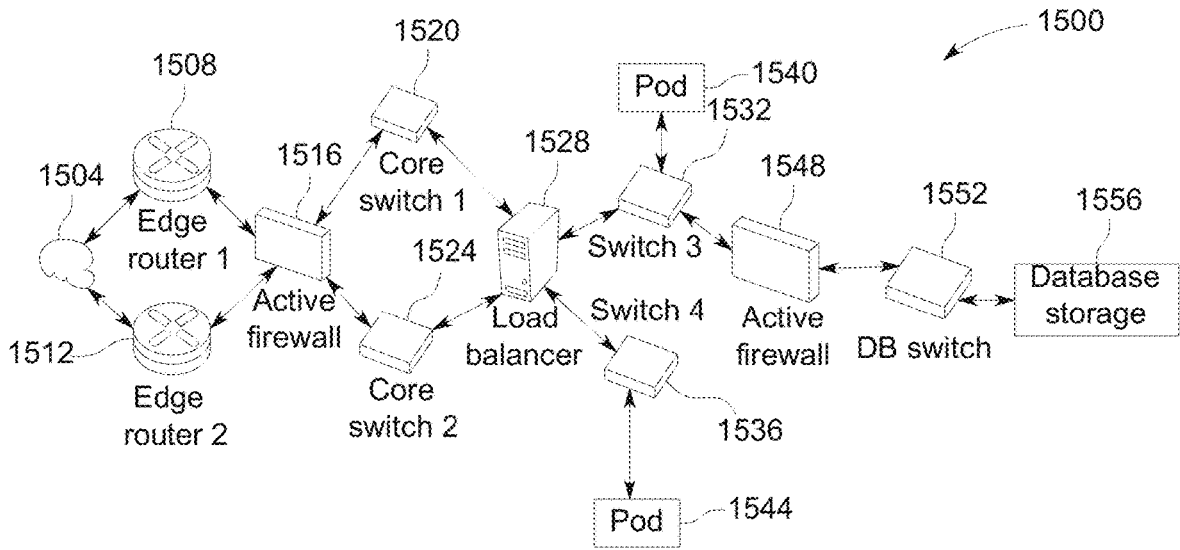 1500
1520
1508
Pod
1540
1532
1504
1516
Core
switch 1
1528
1548
1552
1556
Edge
router 1
1524
Switch 3
Database
storage
Active
firewall
Load
balancer
Switch 4
Active
firewall
DB switch
1512
Edge
router 2
Core
switch 2
1536
Pod
1544